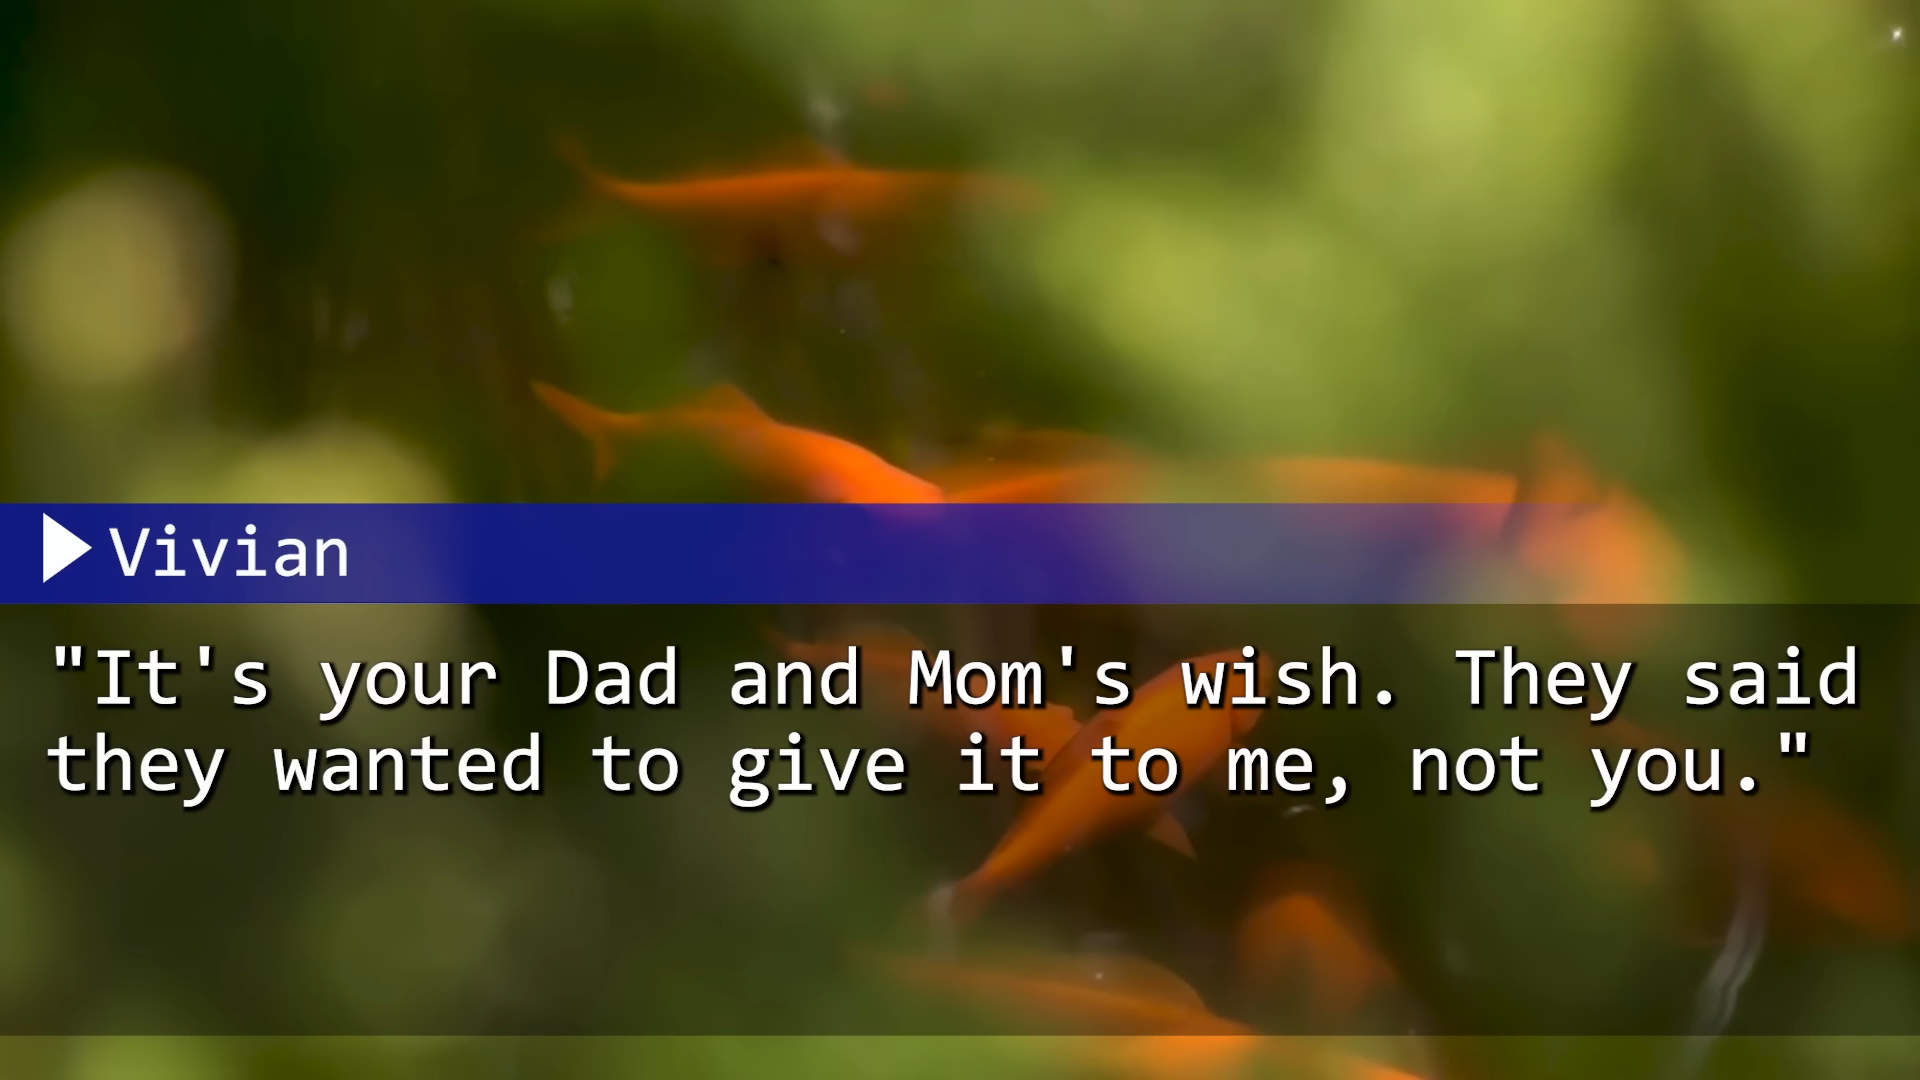 Vivian
"It's your Dad and Mom's wish. They said
they wanted to give it to me, not you."